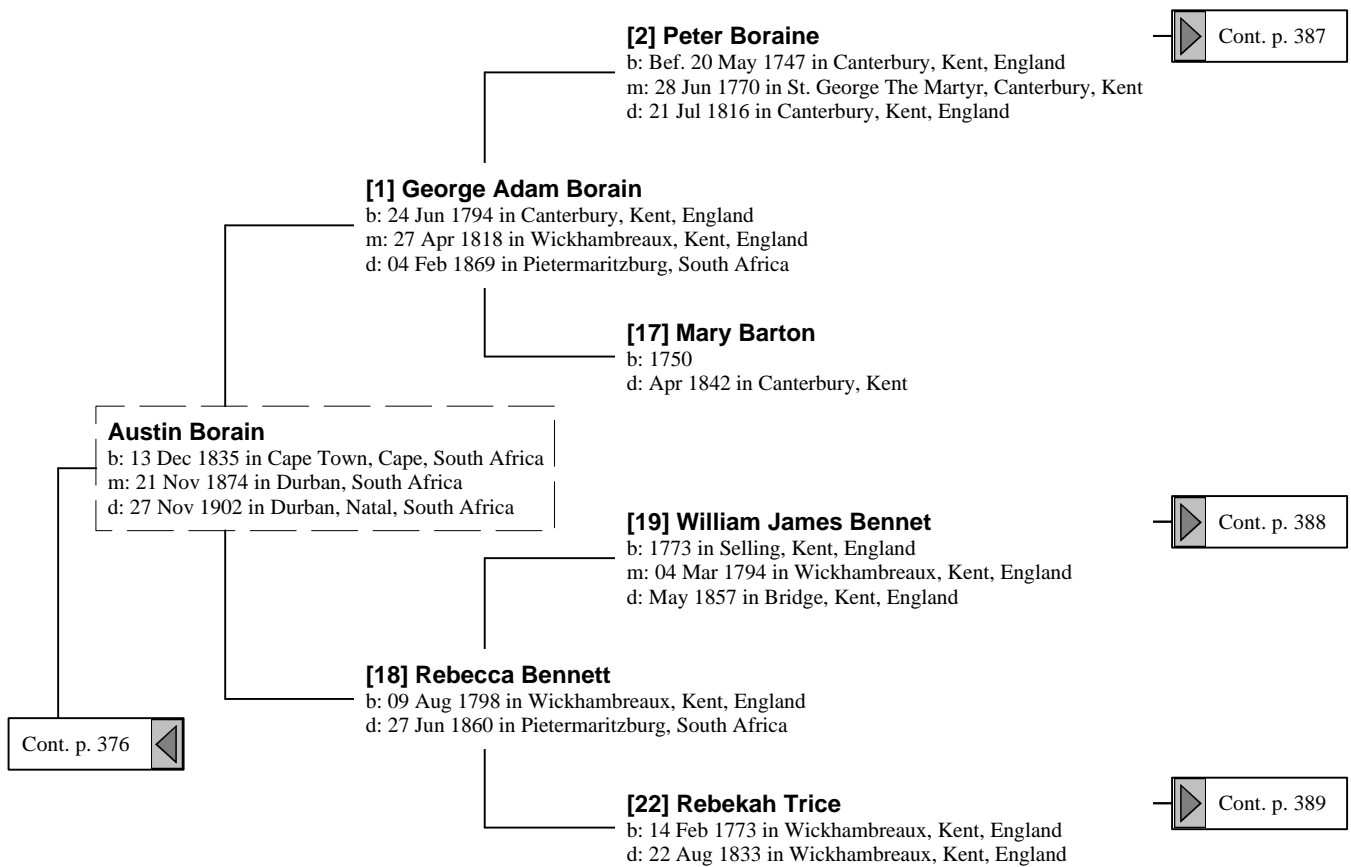 [2] Peter Boraine
b: Bef. 20 May 1747 in Canterbury, Kent, England
m: 28 Jun 1770 in St. George The Martyr, Canterbury, Kent
d: 21 Jul 1816 in Canterbury, Kent, England
Cont. p. 387
[1] George Adam Borain
b: 24 Jun 1794 in Canterbury, Kent, England
m: 27 Apr 1818 in Wickhambreaux, Kent, England
d: 04 Feb 1869 in Pietermaritzburg, South Africa
[17] Mary Barton
b: 1750
d: Apr 1842 in Canterbury, Kent
Austin Borain
b: 13 Dec 1835 in Cape Town, Cape, South Africa
m: 21 Nov 1874 in Durban, South Africa
d: 27 Nov 1902 in Durban, Natal, South Africa
[19] William James Bennet
b: 1773 in Selling, Kent, England
m: 04 Mar 1794 in Wickhambreaux, Kent, England
d: May 1857 in Bridge, Kent, England
Cont. p. 388
[18] Rebecca Bennett
b: 09 Aug 1798 in Wickhambreaux, Kent, England
d: 27 Jun 1860 in Pietermaritzburg, South Africa
Cont. p. 376
[22] Rebekah Trice
b: 14 Feb 1773 in Wickhambreaux, Kent, England
d: 22 Aug 1833 in Wickhambreaux, Kent, England
Cont. p. 389